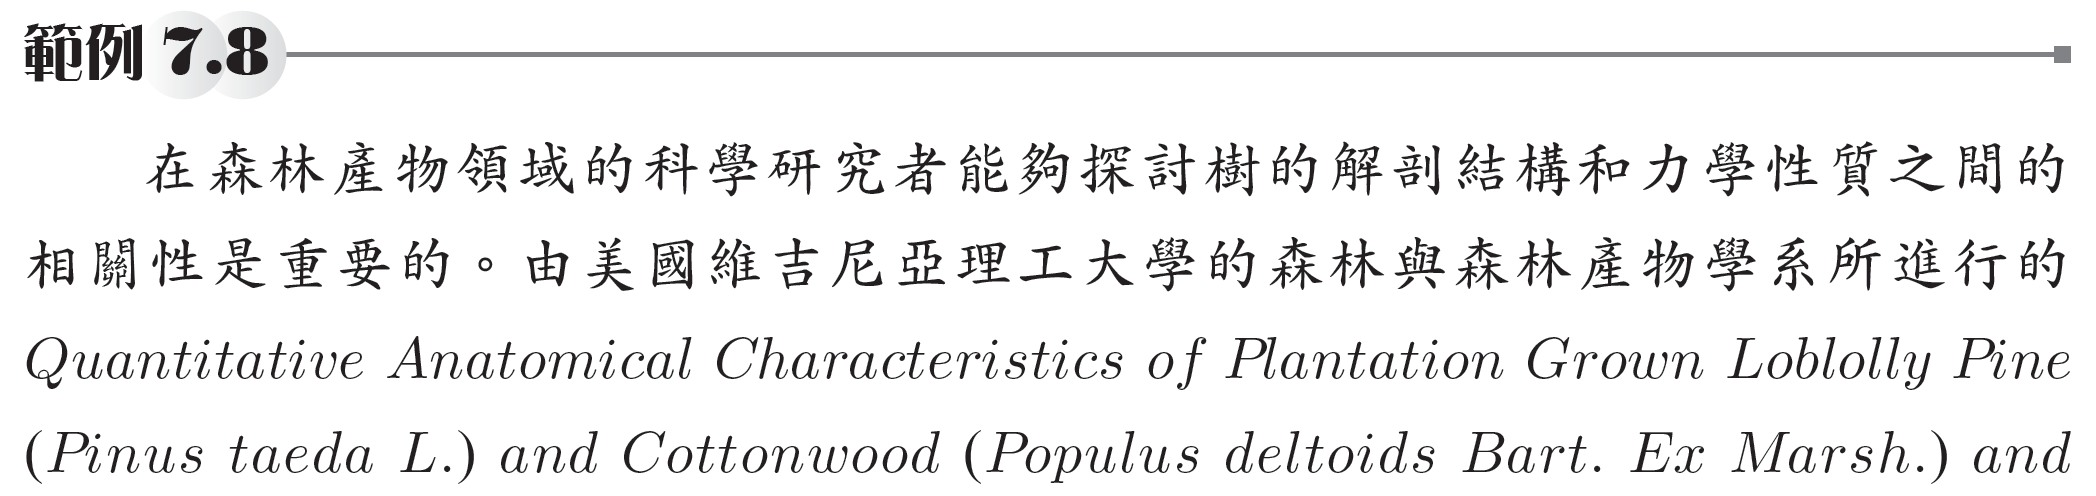 範例 7.8
在森林產物領域的科學研究者能夠探討樹的解剖結構和力學性質之間的
相關性是重要的。由美國維吉尼亞理工大學的森林與森林產物學系所進行的
Quantitative Anatomical Characteristics of Plantation Grown Loblolly Pine
(Pinus taeda L.) and Cottonwood (Populus deltoids Bart. Ex Marsh.) and